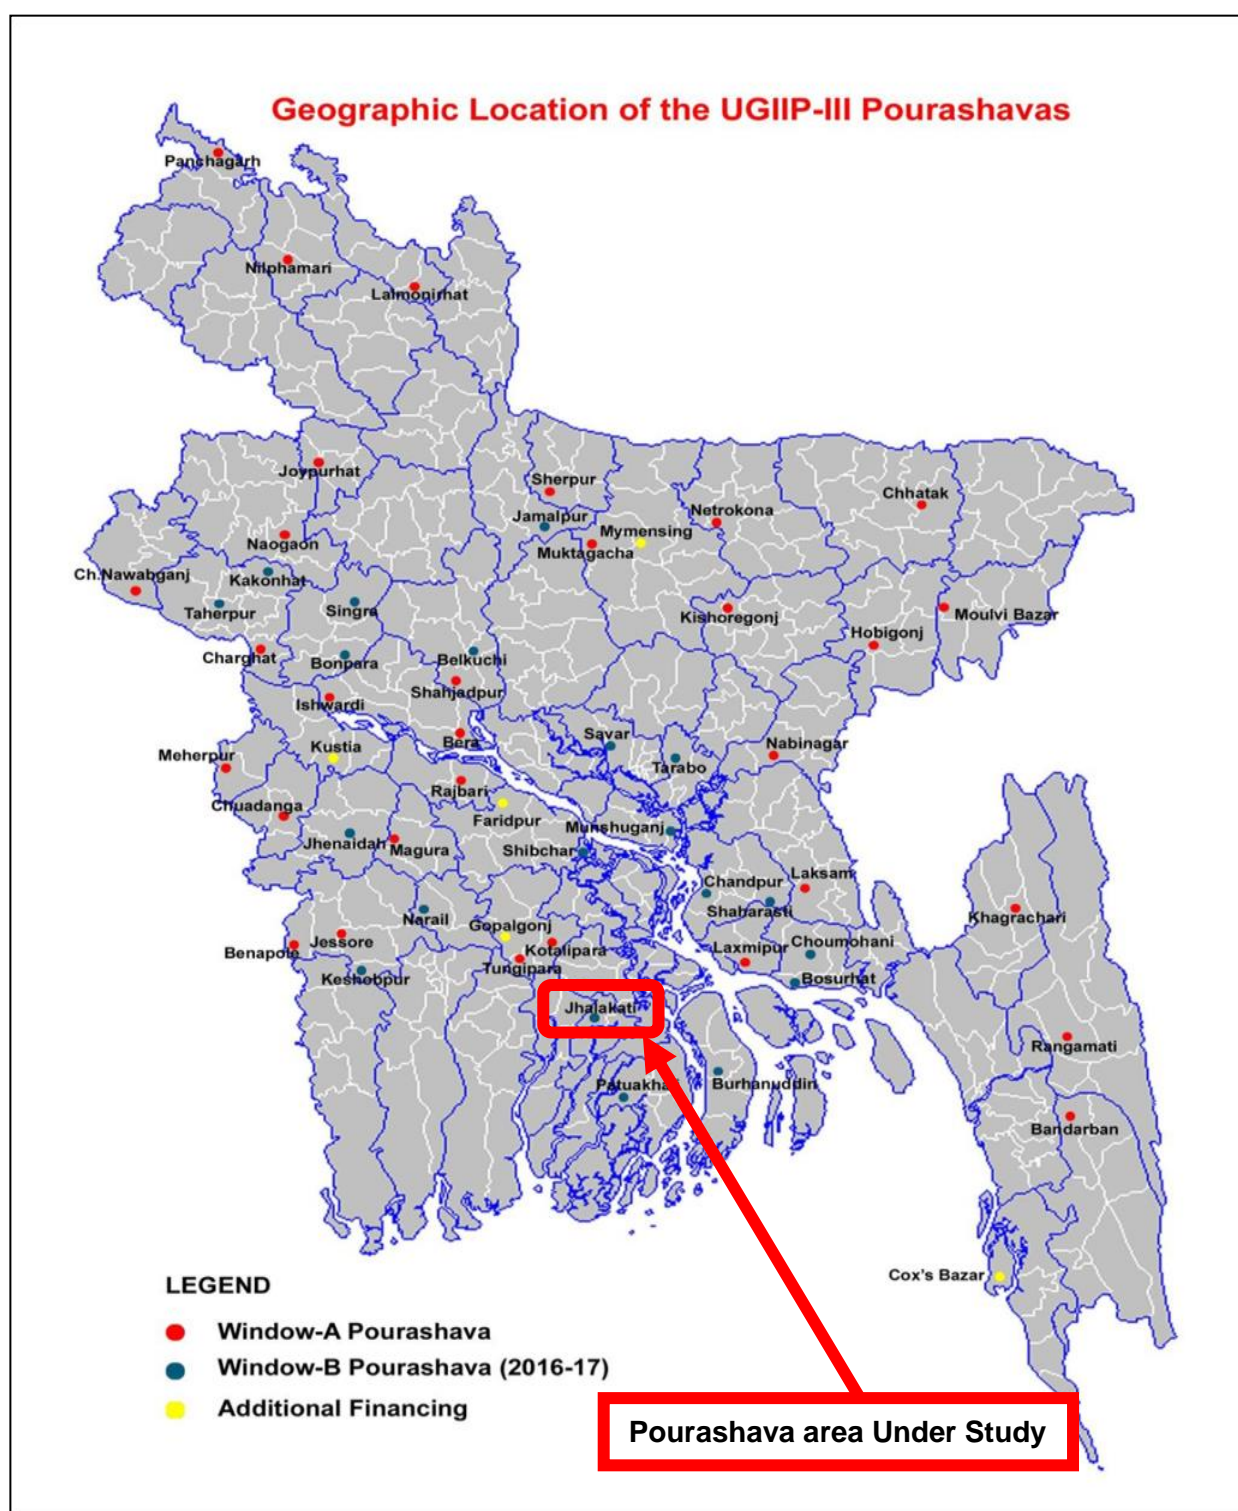 Geographic Location of the UGIIP-III Pourashavas
Panchagarh
Nilphamari
Lalmonirhat
Joypurhat
Sherpur
Chhatak
Jamalpur
Netrokona
Mymensing
Naogaon
Muktagacha
Ch.Nawabganj
Kakonhat
Taherpur
Singra
Kishoregonj
Moulvi Bazar
Hobigonj
Charghat
Bonpara
Belkuchi
Shahjadpur
Ishwardi
Savar
Bera
Kustia
Nabinagar
Meherpur
Tarabo
Rajbari
Chuadanga
Faridpur
Munshuganj
Jhenaidah
Magura
Shibchar
Laksam
Chandpur
Shaharasti
Khagrachari
Narail
Gopalgonj
Jessore
Kotalipara
Choumohani
Benapole
Laxmipur
Tungipara
Keshobpur
Bosurhat
Jhalakati
Rangamati
Patuakhali
Burhanuddin
Bandarban
Cox's Bazar
LEGEND
Window-A Pourashava
Window-B Pourashava (2016-17)
Additional Financing
Pourashava area Under Study